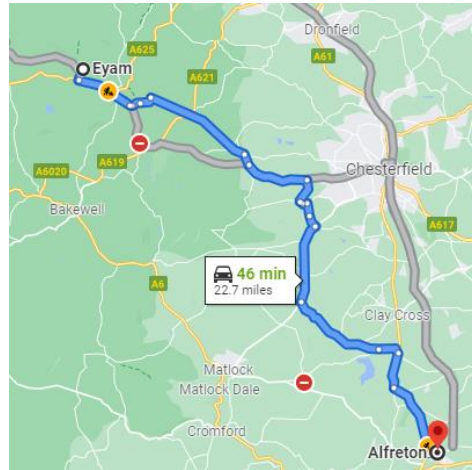 Dronfield
A625
A61
Eyam
A621
A619
Chesterfield
A6020
Bakewell
A617
46 min
22.7 miles
A6
Clay Cross
Matlock
Matlock Dale
Cromford
Alfreton